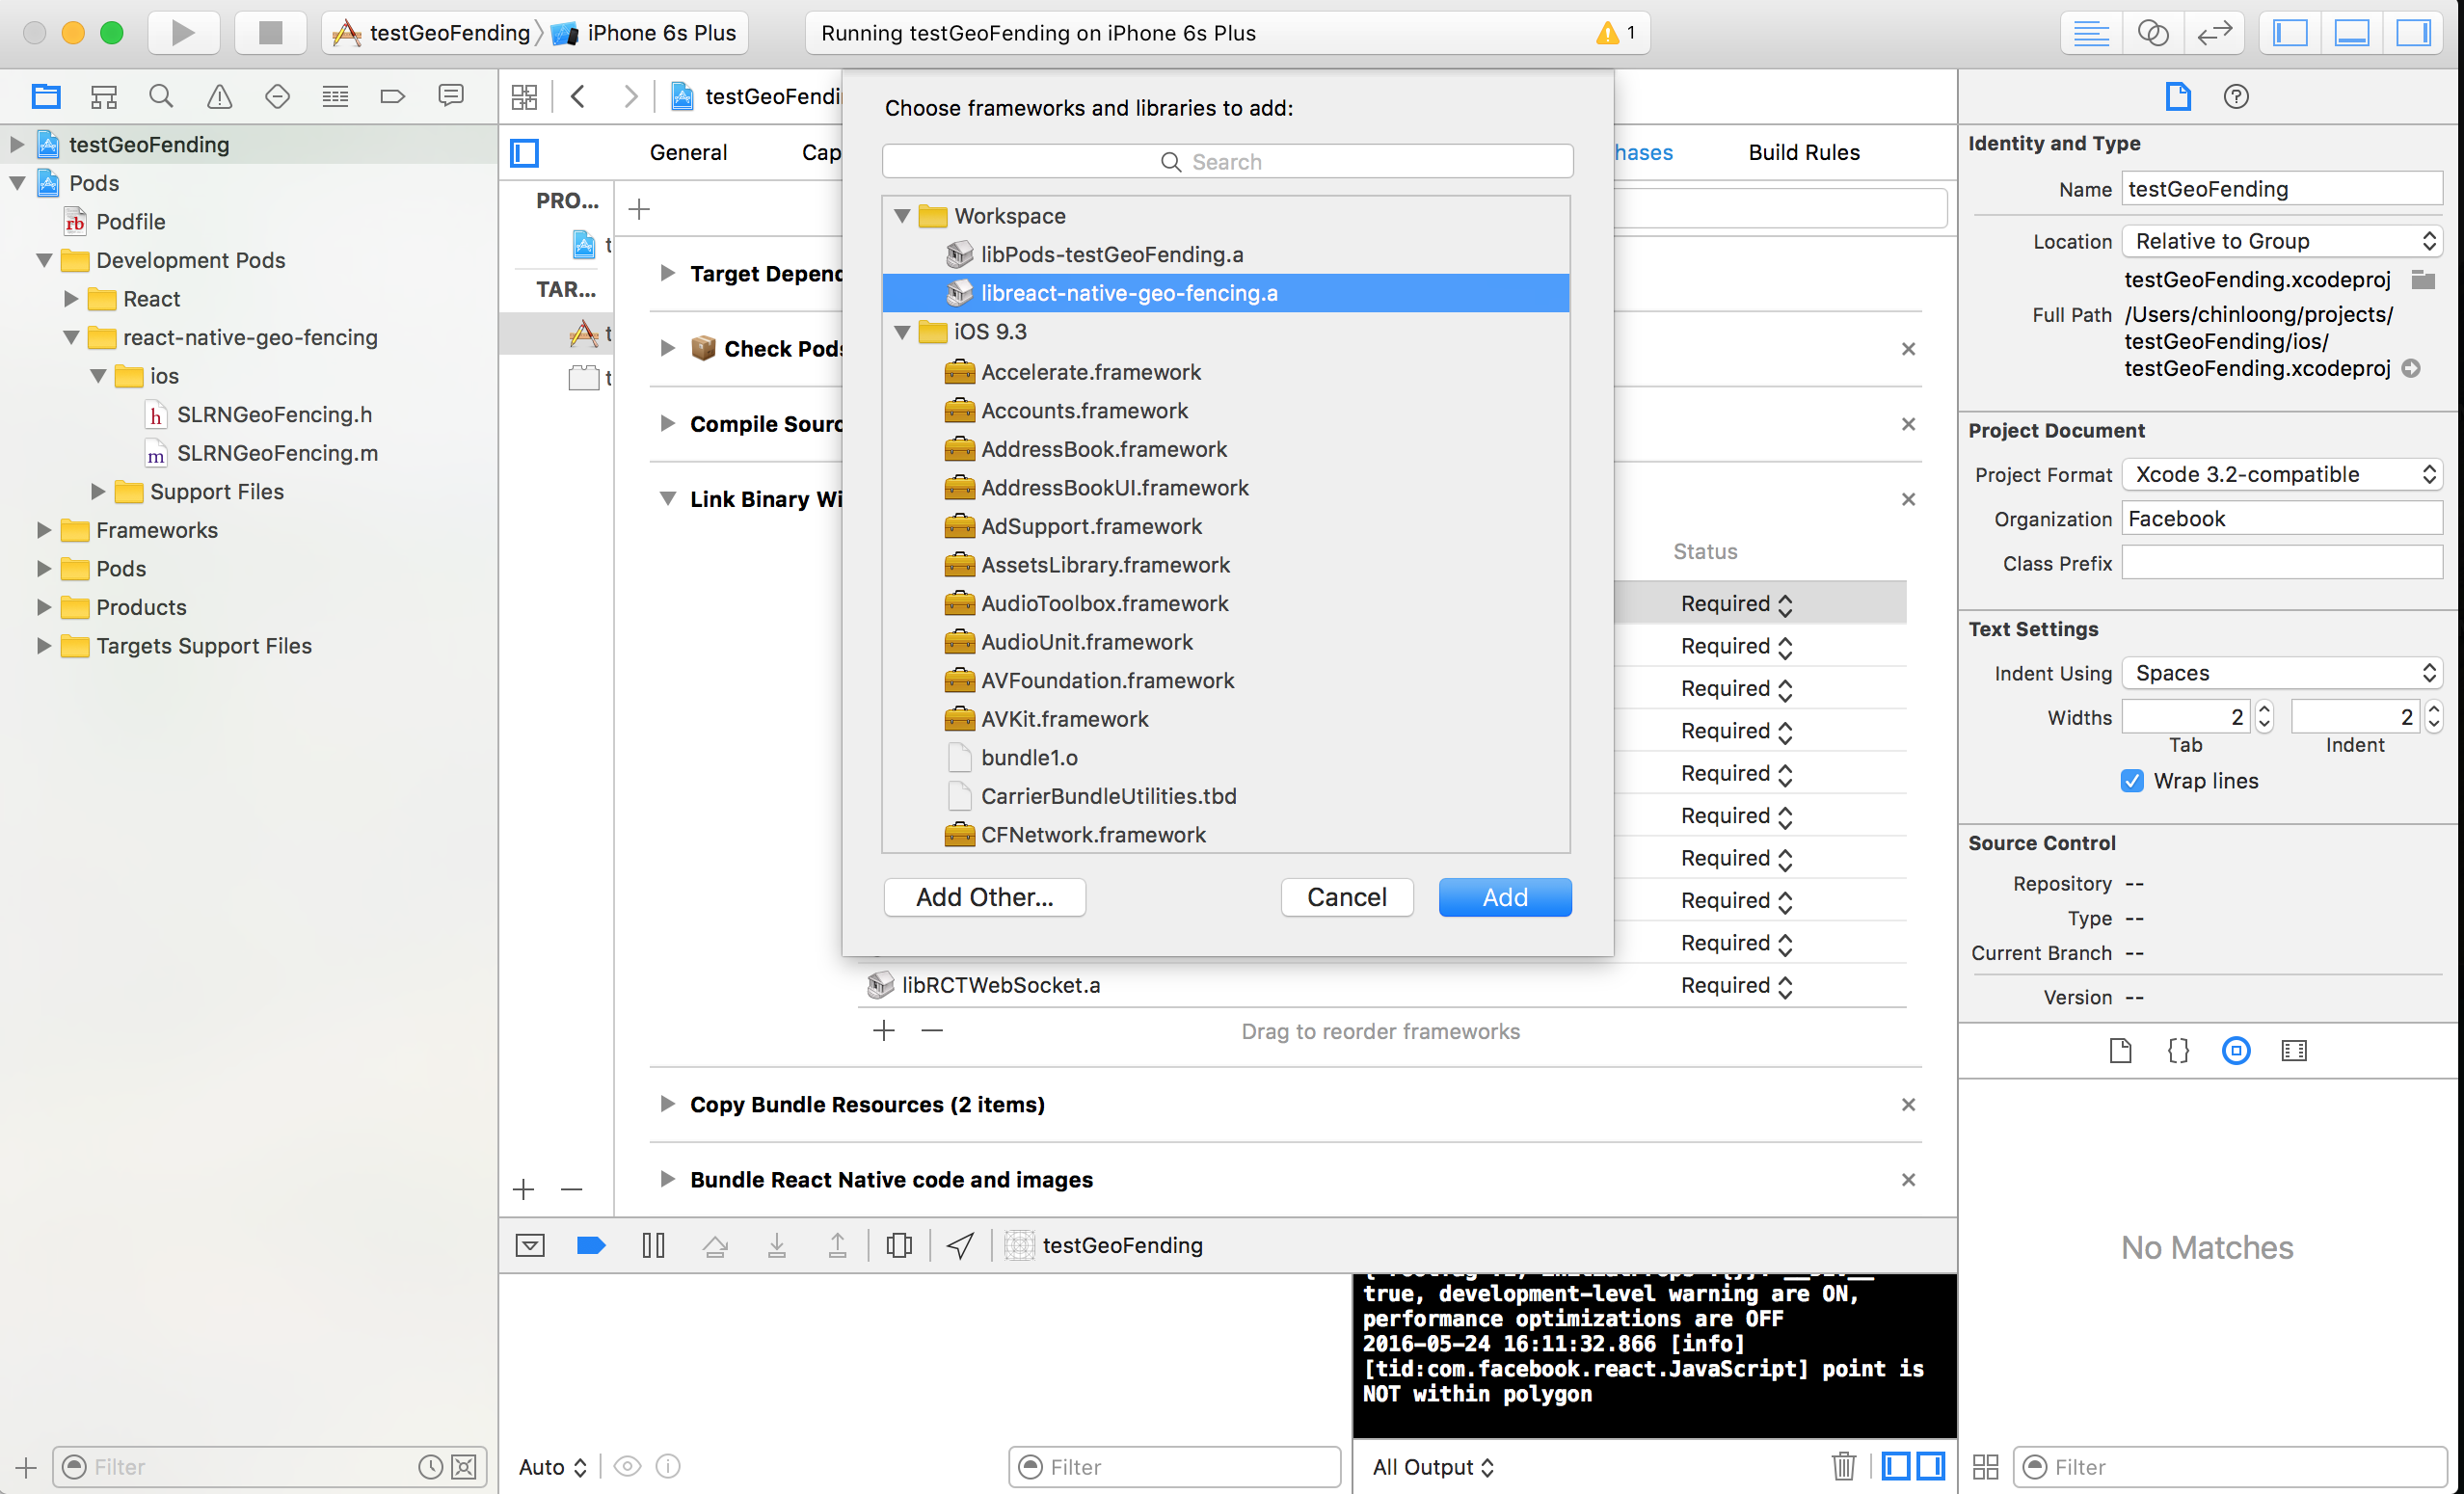 testGeoFending
iPhone 6s Plus
Running testGeoFending on iPhone 6s Plus
1
testGeoFending
Pods
rb Podfile
Development Pods
React
react-native-geo-fencing
ios
h SLRNGeoFencing.h
m SLRNGeoFencing.m
Support Files
Frameworks
Pods
Products
Targets Support Files
Filter
General
Build Rules
PRO...
TAR...
Check Pods
Status
Required
Required
Required
Required
Required
Required
Required
Required
Required
libRCTWebSocket.a Required
Drag to reorder frameworks
Copy Bundle Resources (2 items)
Bundle React Native code and images
Choose frameworks and libraries to add:
Search
Workspace
libPods-testGeoFending.a
libreact-native-geo-fencing.a
iOS 9.3
Accelerate.framework
Accounts.framework
AddressBook.framework
AddressBookUI.framework
AdSupport.framework
AssetsLibrary.framework
AudioToolbox.framework
AudioUnit.framework
AVFoundation.framework
AVKit.framework
bundle1.o
CarrierBundleUtilities.tbd
CFNetwork.framework
Add Other...
Cancel
Add
testGeoFending
true, development-level warning are ON,
performance optimizations are OFF
2016-05-24 16:11:32.866 [info]
[tid:com.facebook.react.JavaScript] point is
NOT within polygon
Auto
Filter
All Output
Identity and Type
Name testGeoFending
Location Relative to Group
testGeoFending.xcodeproj
Full Path /Users/chinloong/projects/
testGeoFending/ios/
testGeoFending.xcodeproj
Project Document
Project Format Xcode 3.2-compatible
Organization Facebook
Class Prefix
Text Settings
Indent Using Spaces
Widths 2 2
Tab Indent
Wrap lines
Source Control
Repository --
Type --
Current Branch --
Version --
{}
No Matches
Filter